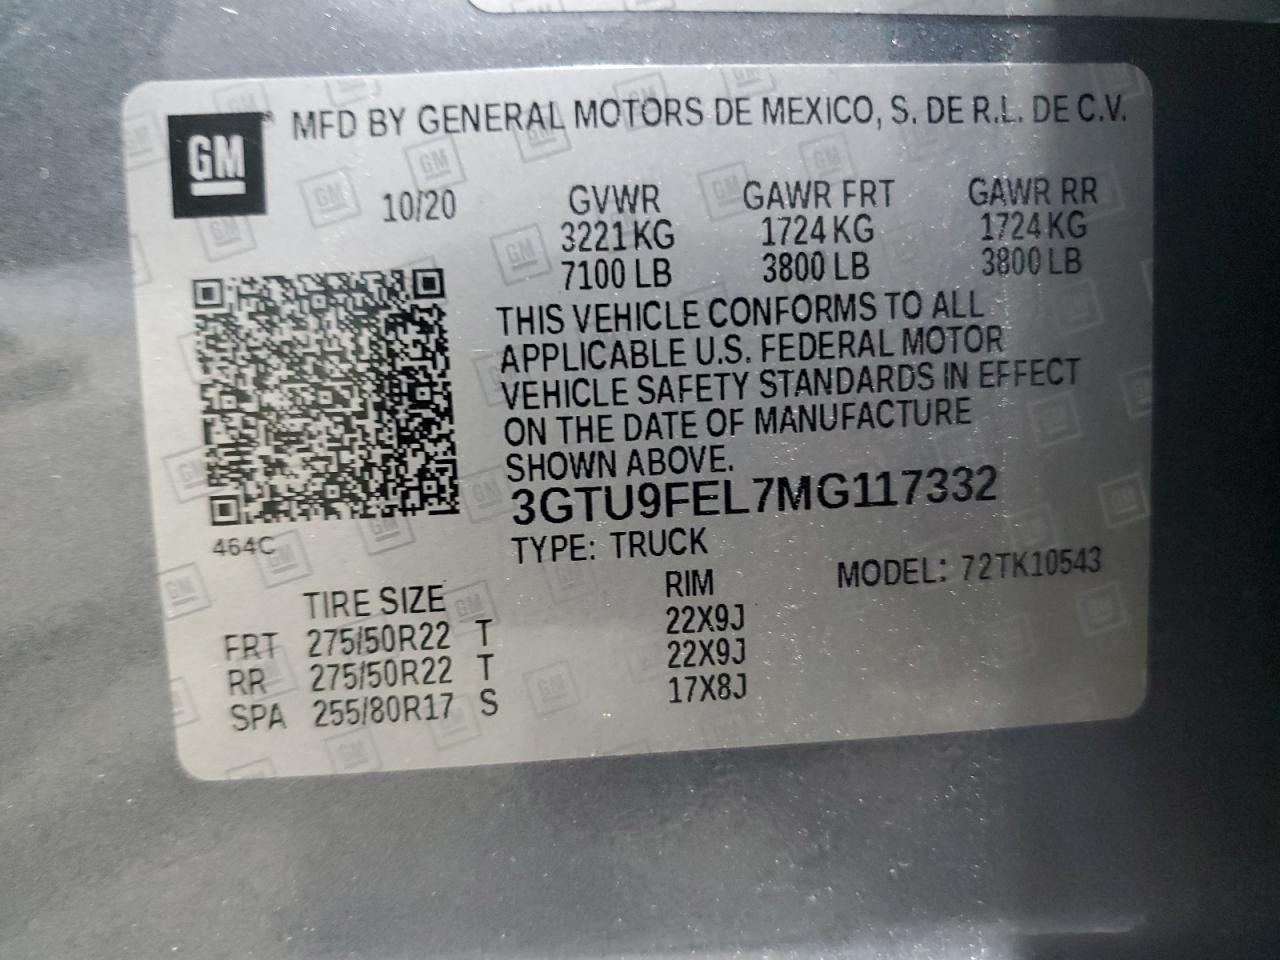 GM
MFD BY GENERAL MOTORS DE MEXICO, S. DE R.L. DE C.V.
10/20 GVWR GAWR FRT GAWR RR
3221 KG 1724 KG 1724 KG
7100 LB 3800 LB 3800 LB
THIS VEHICLE CONFORMS TO ALL
APPLICABLE U.S. FEDERAL MOTOR
VEHICLE SAFETY STANDARDS IN EFFECT
ON THE DATE OF MANUFACTURE
SHOWN ABOVE.
3GTU9FEL7MG117332
464C
TYPE: TRUCK
MODEL: 72TK10543
TIRE SIZE RIM
FRT 275/50R22 T 22X9J
RR 275/50R22 T 22X9J
SPA 255/80R17 S 17X8J